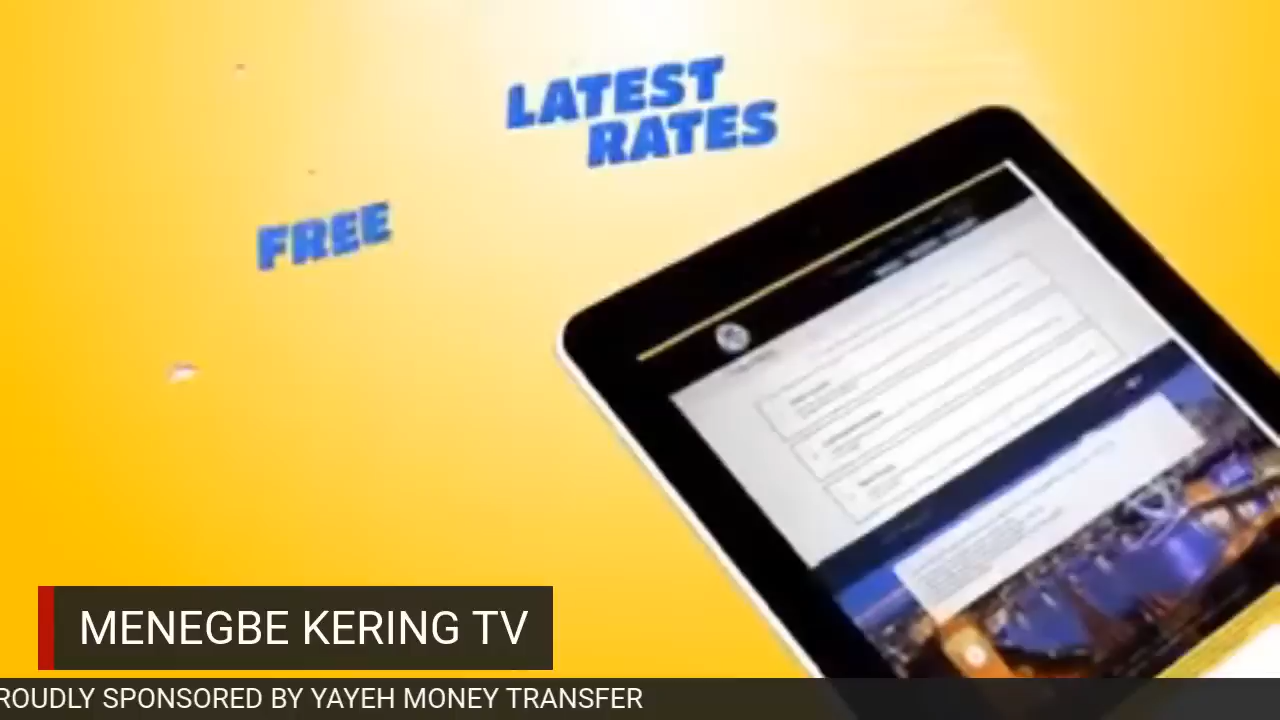 LATEST
RATES
FREE
MENEGBE KERING TV
ROUDLY SPONSORED BY YAYEH MONEY TRANSFER